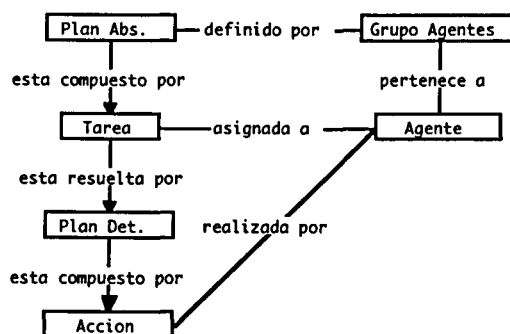 Plan Abs. definido por Grupo Agentes
esta compuesto por pertenece a
Tarea asignada a Agente
esta resuelta por
Plan Det. realizada por
esta compuesto por
Accion